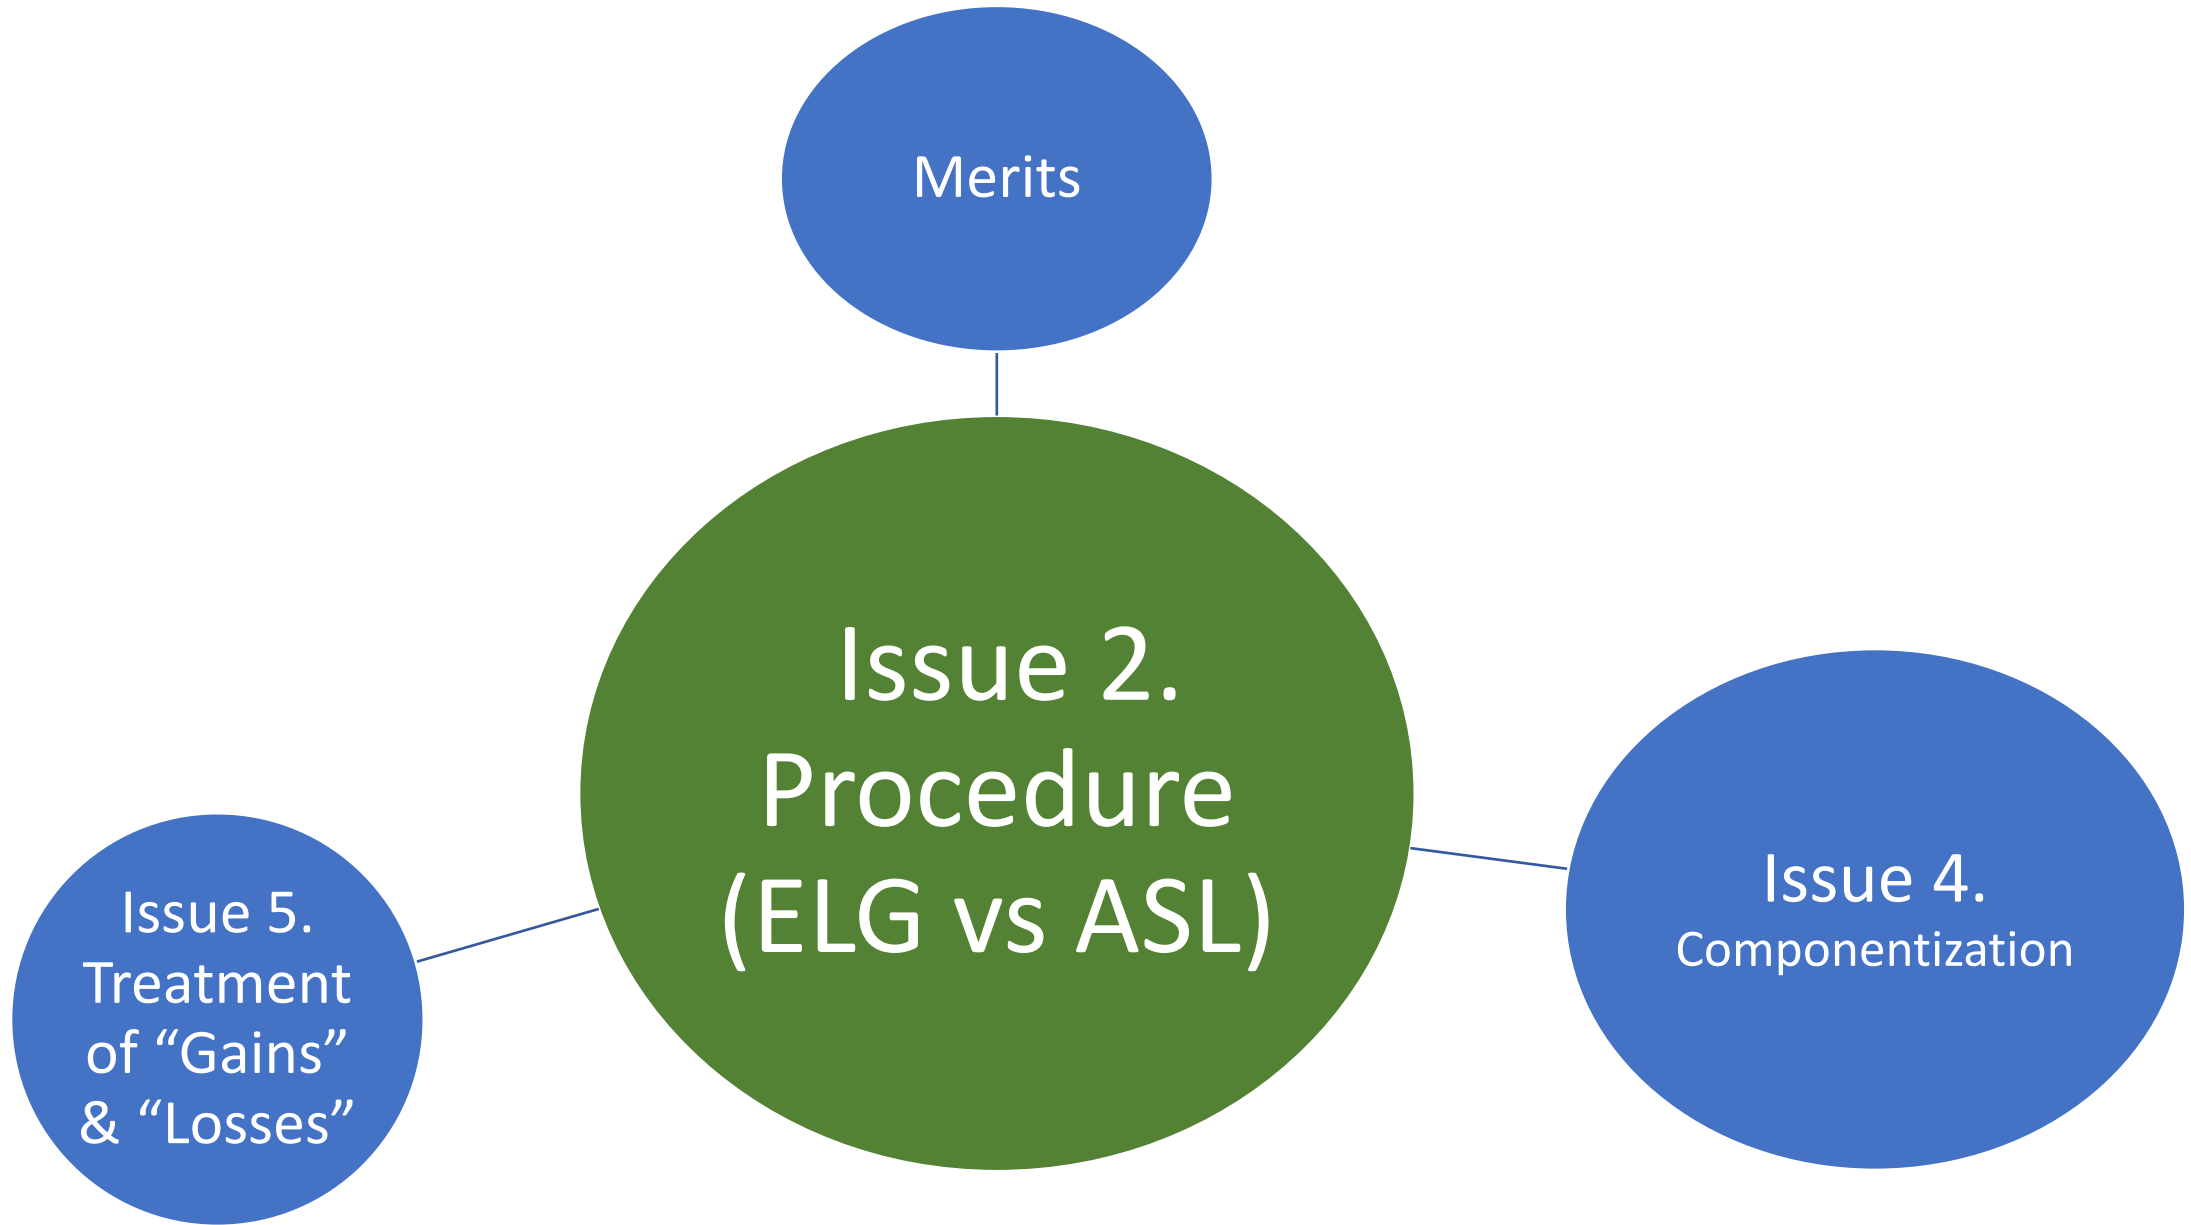 Merits
Issue 2.
Procedure
(ELG vs ASL)
Issue 4.
Componentization
Issue 5.
Treatment
of “Gains”
& “Losses”